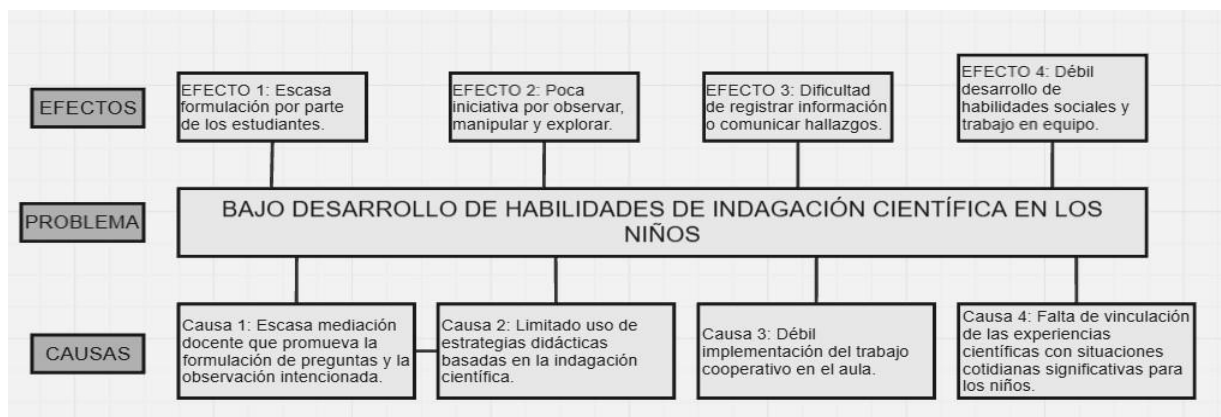 EFECTOS
EFECTO 1: Escasa
formulación por parte
de los estudiantes.
EFECTO 2: Poca
iniciativa por observar,
manipular y explorar.
EFECTO 3: Dificultad
de registrar información
o comunicar hallazgos.
EFECTO 4: Débil
desarrollo de
habilidades sociales y
trabajo en equipo.
PROBLEMA
BAJO DESARROLLO DE HABILIDADES DE INDAGACIÓN CIENTÍFICA EN LOS
NIÑOS
CAUSAS
Causa 1: Escasa mediación
docente que promueva la
formulación de preguntas y la
observación intencionada.
Causa 2: Limitado uso de
estrategias didácticas
basadas en la indagación
científica.
Causa 3: Débil
implementación del trabajo
cooperativo en el aula.
Causa 4: Falta de vinculación
de las experiencias
científicas con situaciones
cotidianas significativas para
los niños.